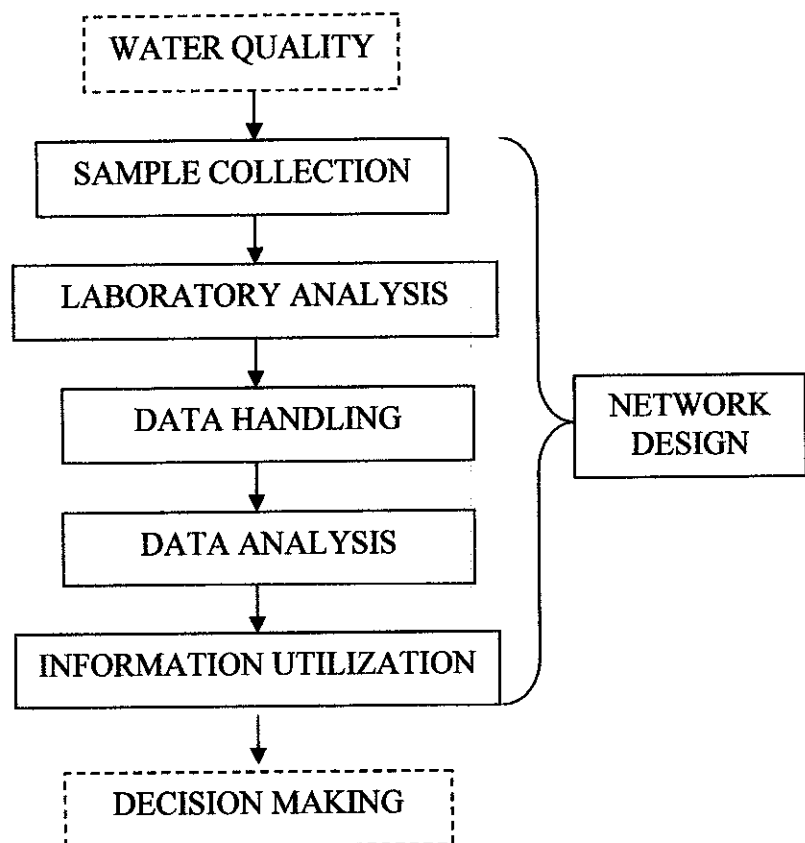 WATER QUALITY
SAMPLE COLLECTION
LABORATORY ANALYSIS
DATA HANDLING
DATA ANALYSIS
INFORMATION UTILIZATION
DECISION MAKING
NETWORK
DESIGN